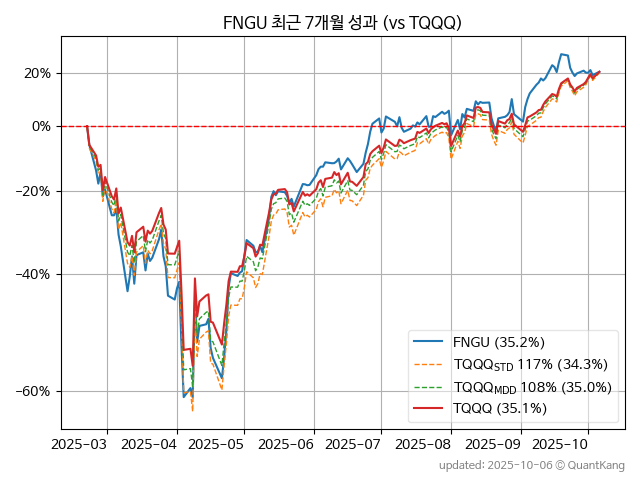 FNGU 최근 7개월 성과 (vs TQQQ)
20%
0%
−20%
−40%
−60%
FNGU (35.2%)
TQQQSTD 117% (34.3%)
TQQQMDD 108% (35.0%)
TQQQ (35.1%)
2025-03 2025-04 2025-05 2025-06 2025-07 2025-08 2025-09 2025-10
updated: 2025-10-06 © QuantKang